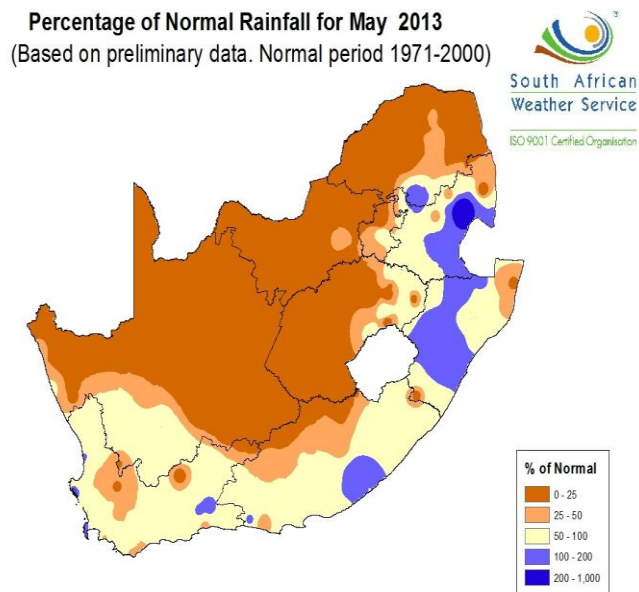 Percentage of Normal Rainfall for May 2013
(Based on preliminary data. Normal period 1971-2000)
South African
Weather Service
ISO 9001 Certified Organisation
% of Normal
0 - 25
25 - 50
50 - 100
100 - 200
200 - 1,000